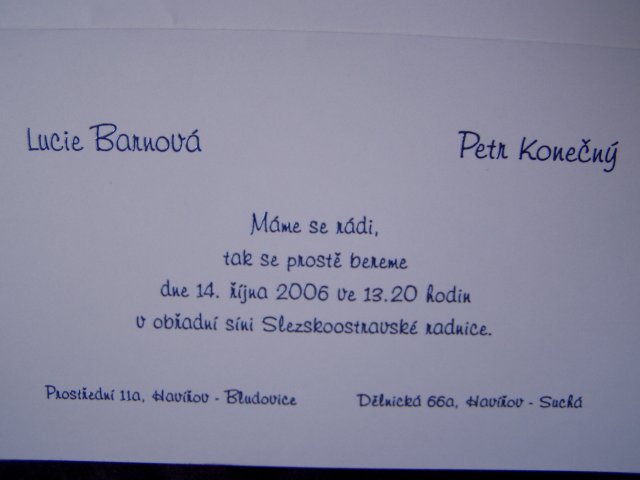 Lucie Barnová
Petr Konečný
Máme se rádi,
tak se prostě bereme
dne 14. října 2006 ve 13.20 hodin
v obřadní síni Slezskoostravské radnice.
Prostřední 11a, Havířov - Bludovice
Dělnická 66a, Havířov - Suchá